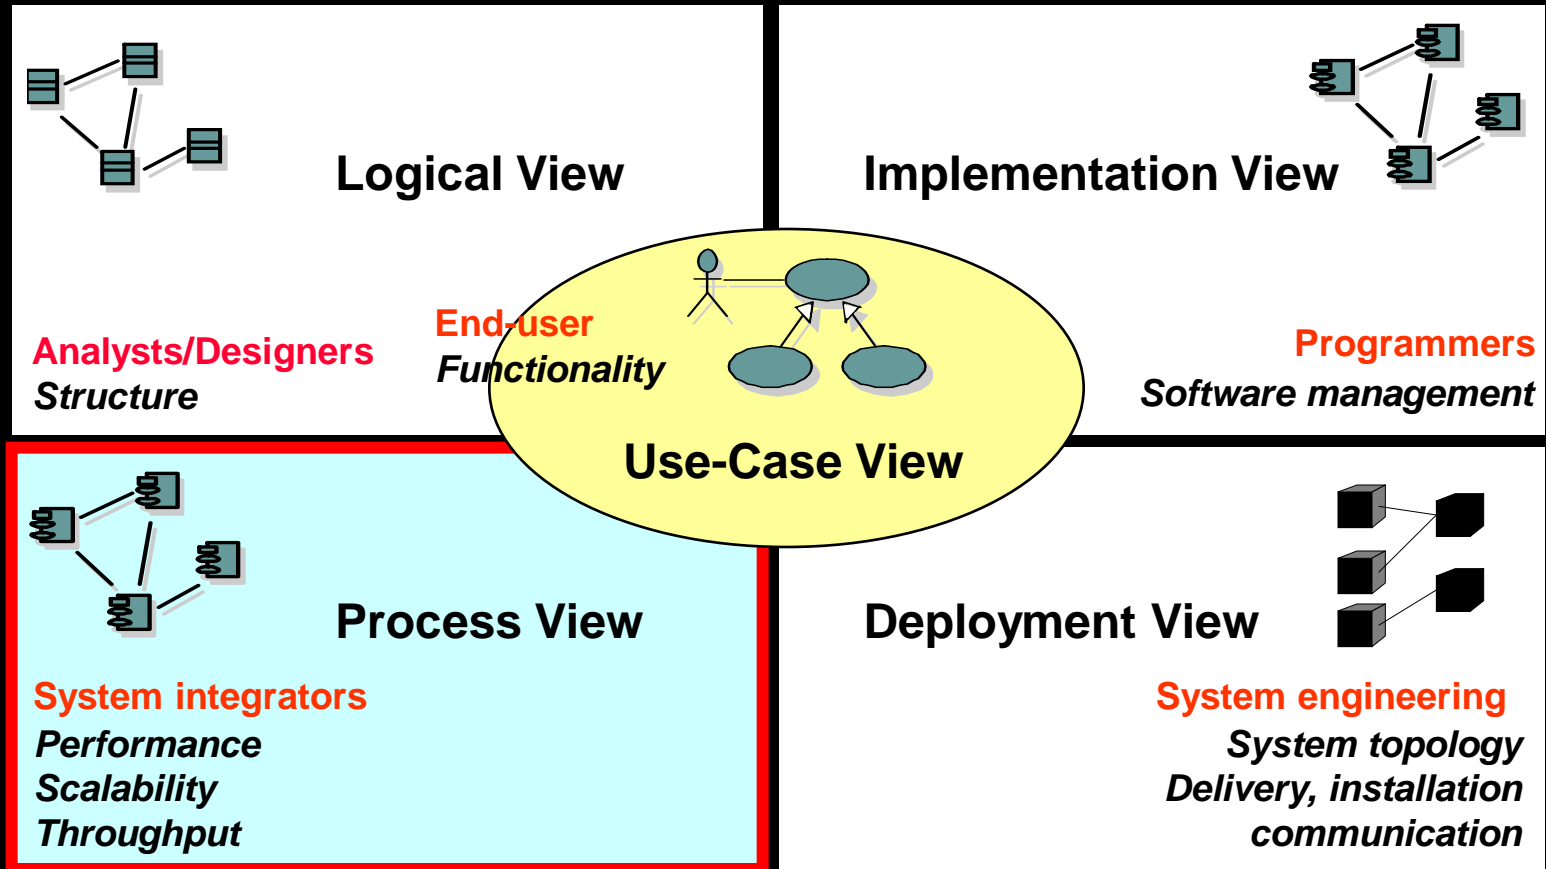 Logical View
Implementation View
Analysts/Designers
Structure
End-user
Functionality
Programmers
Software management
Use-Case View
Process View
Deployment View
System integrators
Performance
Scalability
Throughput
System engineering
System topology
Delivery, installation
communication